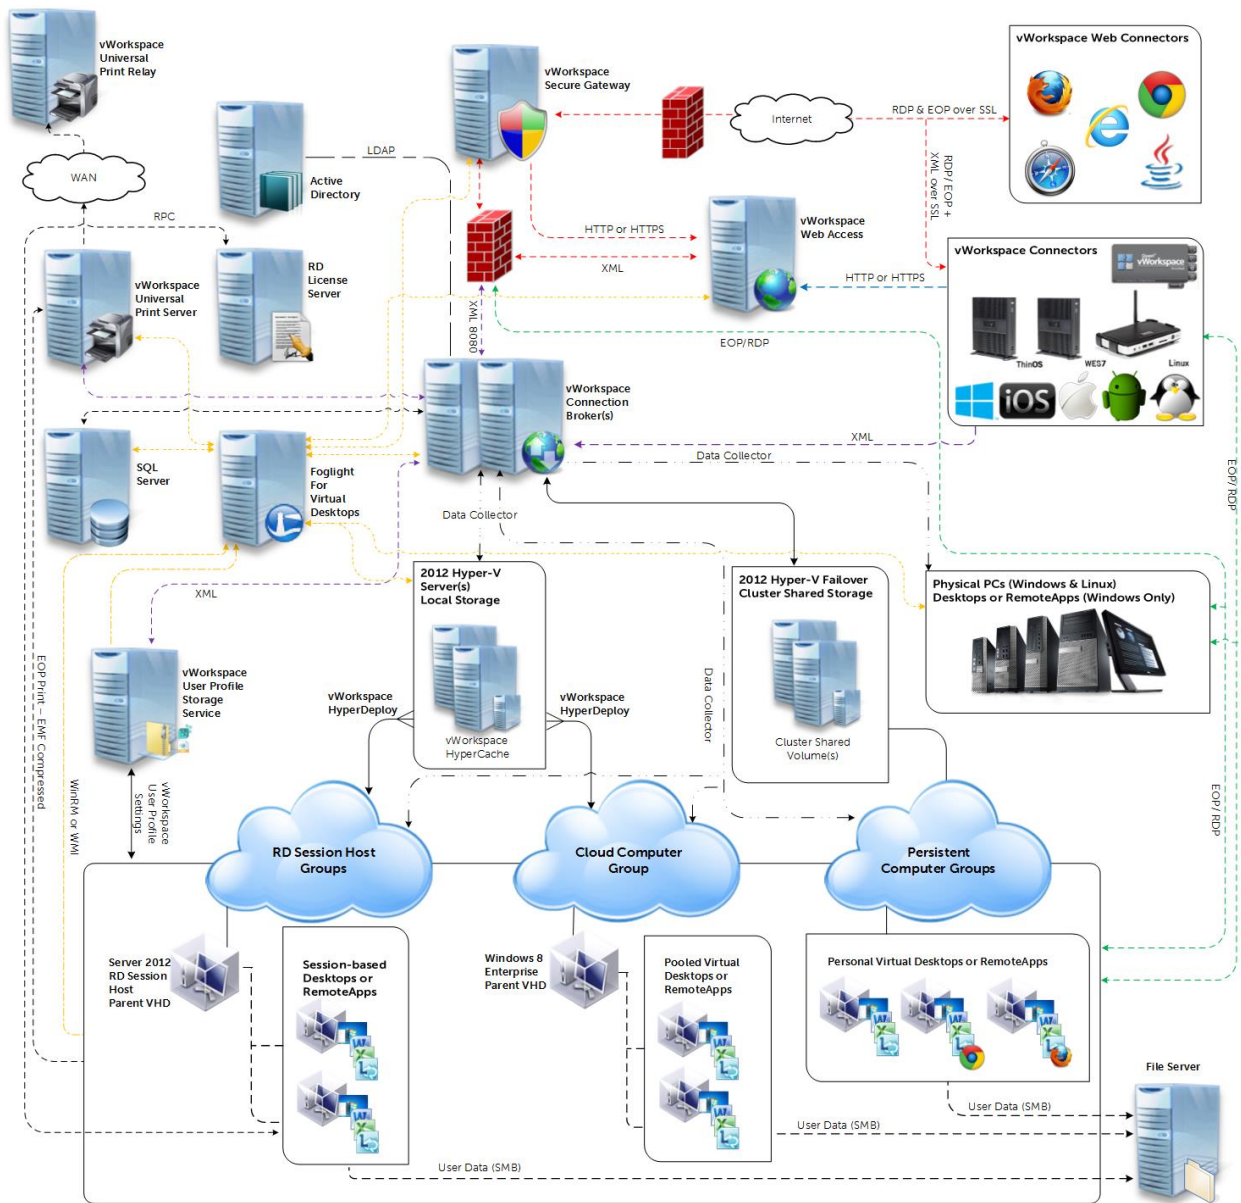 vWorkspace
Universal
Print Relay
vWorkspace
Secure Gateway
vWorkspace Web Connectors
Internet
RDP & EOP over SSL
LDAP
WAN
Active
Directory
RDP/ EOP +
XML over SSL
RPC
vWorkspace
Web Access
HTTP or HTTPS
XML
vWorkspace Connectors
vWorkspace
HTTP or HTTPS
RD
License
Server
vWorkspace
Universal
Print Server
XML 8080
EOP/RDP
ThinOS
WES7
Linux
iOS
vWorkspace
Connection
Broker(s)
XML
Data Collector
SQL
Server
Foglight
For
Virtual
Desktops
EOP/ RDP
Data Collector
2012 Hyper-V
Server(s)
Local Storage
2012 Hyper-V Failover
Cluster Shared Storage
Physical PCs (Windows & Linux)
Desktops or RemoteApps (Windows Only)
XML
EOP Print – EMF Compressed
vWorkspace
User Profile
Storage
Service
vWorkspace
HyperDeploy
vWorkspace
HyperDeploy
Data
Collector
vWorkspace
HyperCache
Cluster Shared
Volume(s)
WinRM or WMI
vWorkspace
User Profile
Settings
EOP/ RDP
RD Session Host
Groups
Cloud Computer
Group
Persistent
Computer Groups
Server 2012
RD Session
Host
Parent VHD
Session-based
Desktops or
RemoteApps
Windows 8
Enterprise
Parent VHD
Pooled Virtual
Desktops or
RemoteApps
Personal Virtual Desktops or RemoteApps
File Server
User Data (SMB)
User Data (SMB)
User Data (SMB)